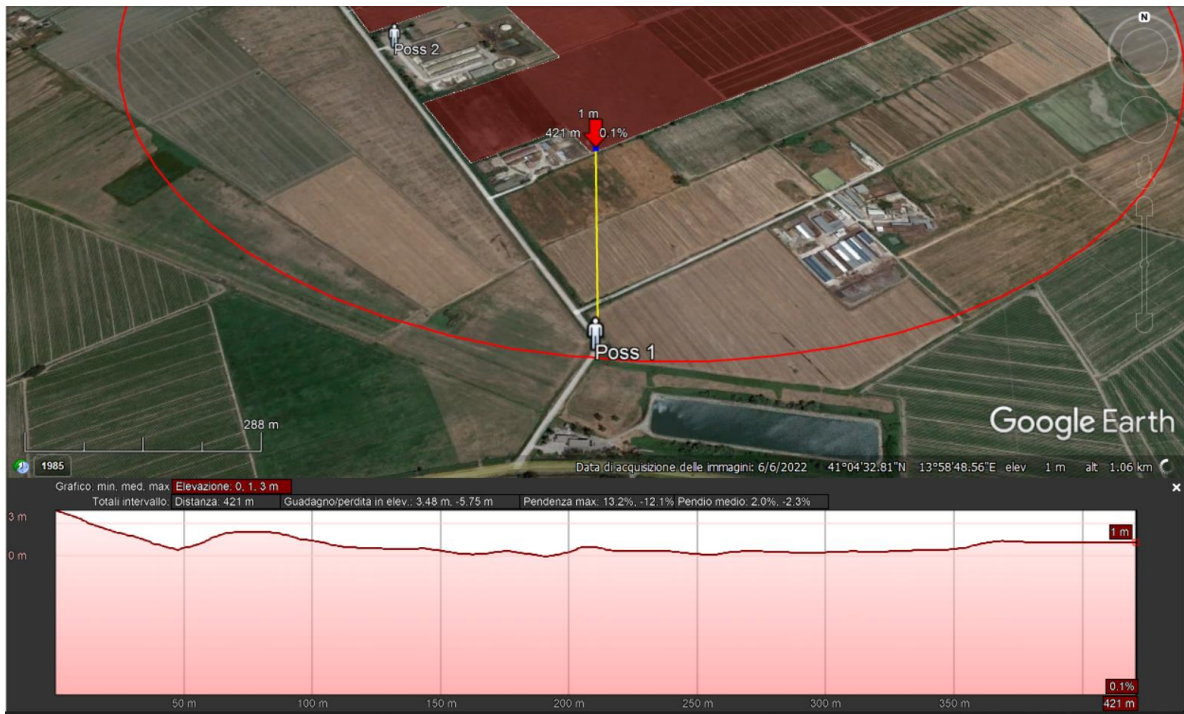 N
Poss 2
1 m
421 m 0.1%
Poss 1
Google Earth
288 m
1985
Data di acquisizione delle immagini: 6/6/2022 41°04'32.81"N 13°58'48.56"E elev 1 m alt 1.06 km
Grafico: min. med. max Elevazione: 0, 1, 3 m
Totali intervallo: Distanza: 421 m Guadagno/perdita in elev.: 3.48 m, -5.75 m Pendenza max: 13.2%, -12.1% Pendio medio: 2.0%, -2.3%
3 m
1 m
0 m
0.1%
50 m 100 m 150 m 200 m 250 m 300 m 350 m 421 m